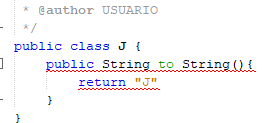 * @author USUARIO
*/
public class J {
public String to String(){
return "J"
}
}